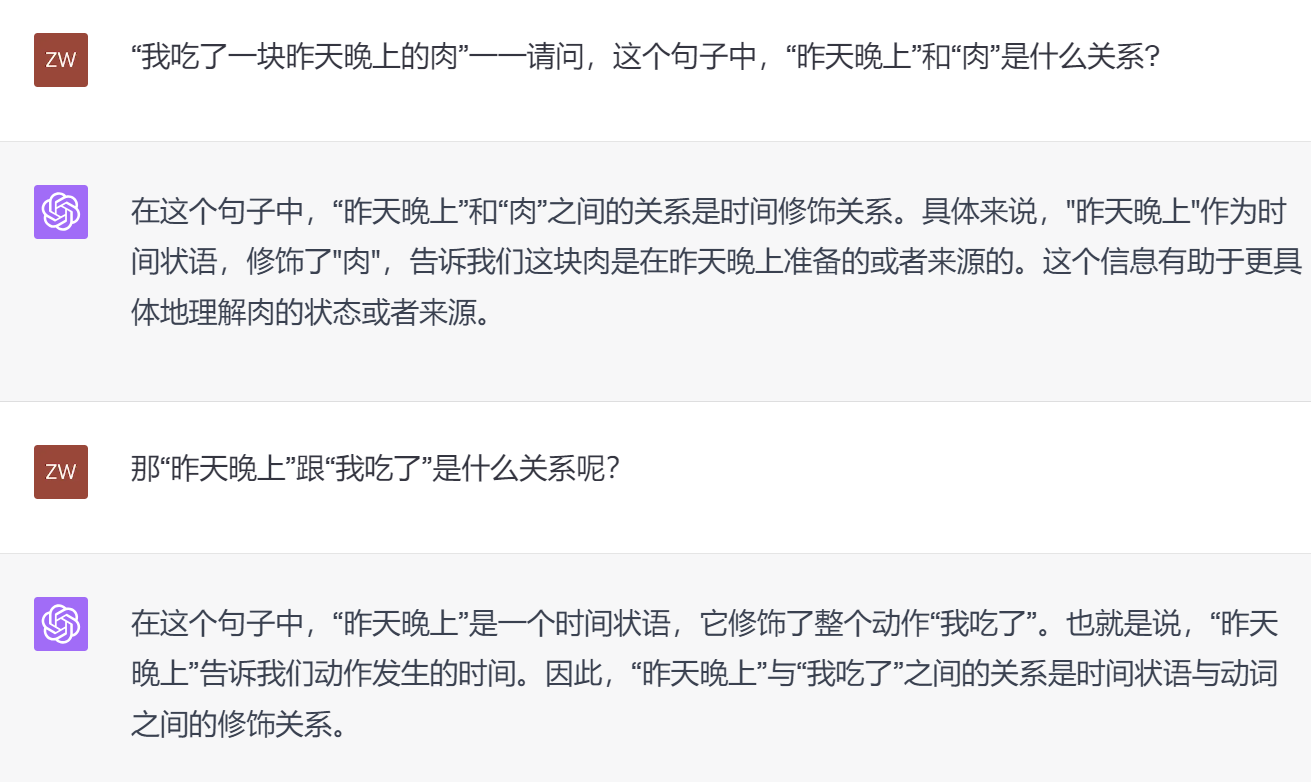 ZW
“我吃了一块昨天晚上的肉”——请问，这个句子中，“昨天晚上”和“肉”是什么关系？
在这个句子中，“昨天晚上”和“肉”之间的关系是时间修饰关系。具体来说，"昨天晚上"作为时
间状语，修饰了"肉"，告诉我们这块肉是在昨天晚上准备的或者来源的。这个信息有助于更具
体地理解肉的状态或者来源。
ZW
那“昨天晚上”跟“我吃了”是什么关系呢？
在这个句子中，“昨天晚上”是一个时间状语，它修饰了整个动作“我吃了”。也就是说，“昨天
晚上”告诉我们动作发生的时间。因此，“昨天晚上”与“我吃了”之间的关系是时间状语与动词
之间的修饰关系。